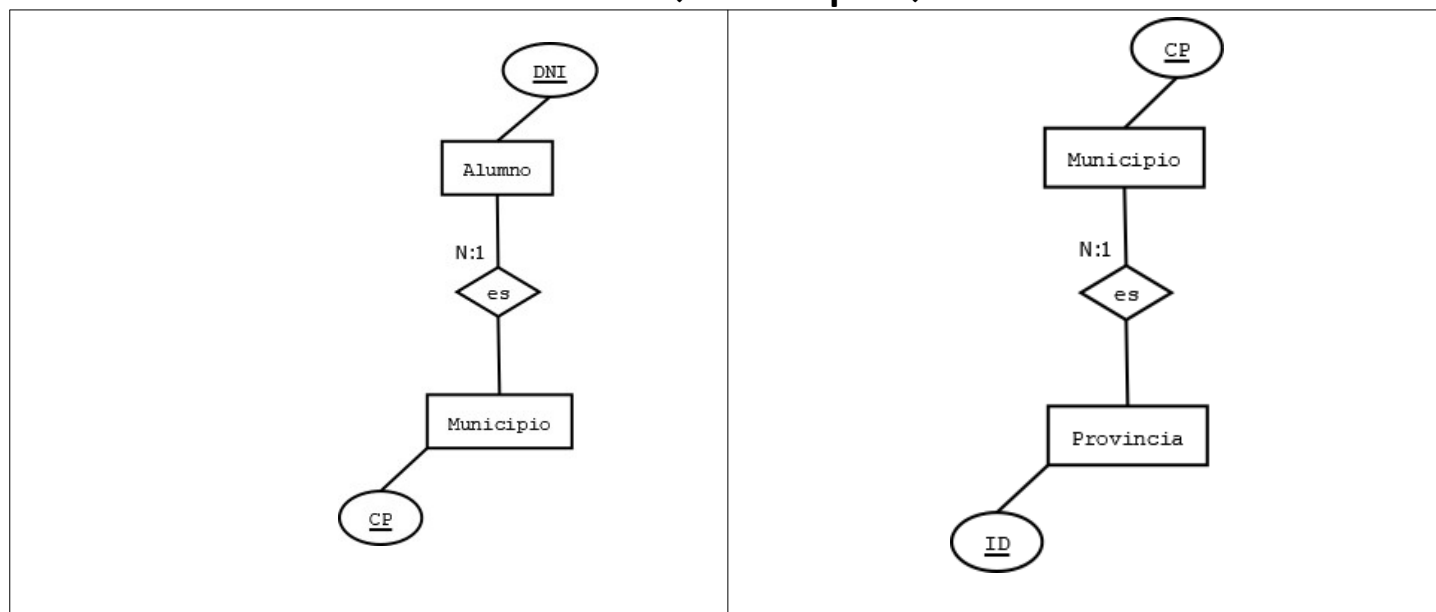 DNI
Alumno
N:1
es
Municipio
CP
CP
Municipio
N:1
es
Provincia
ID